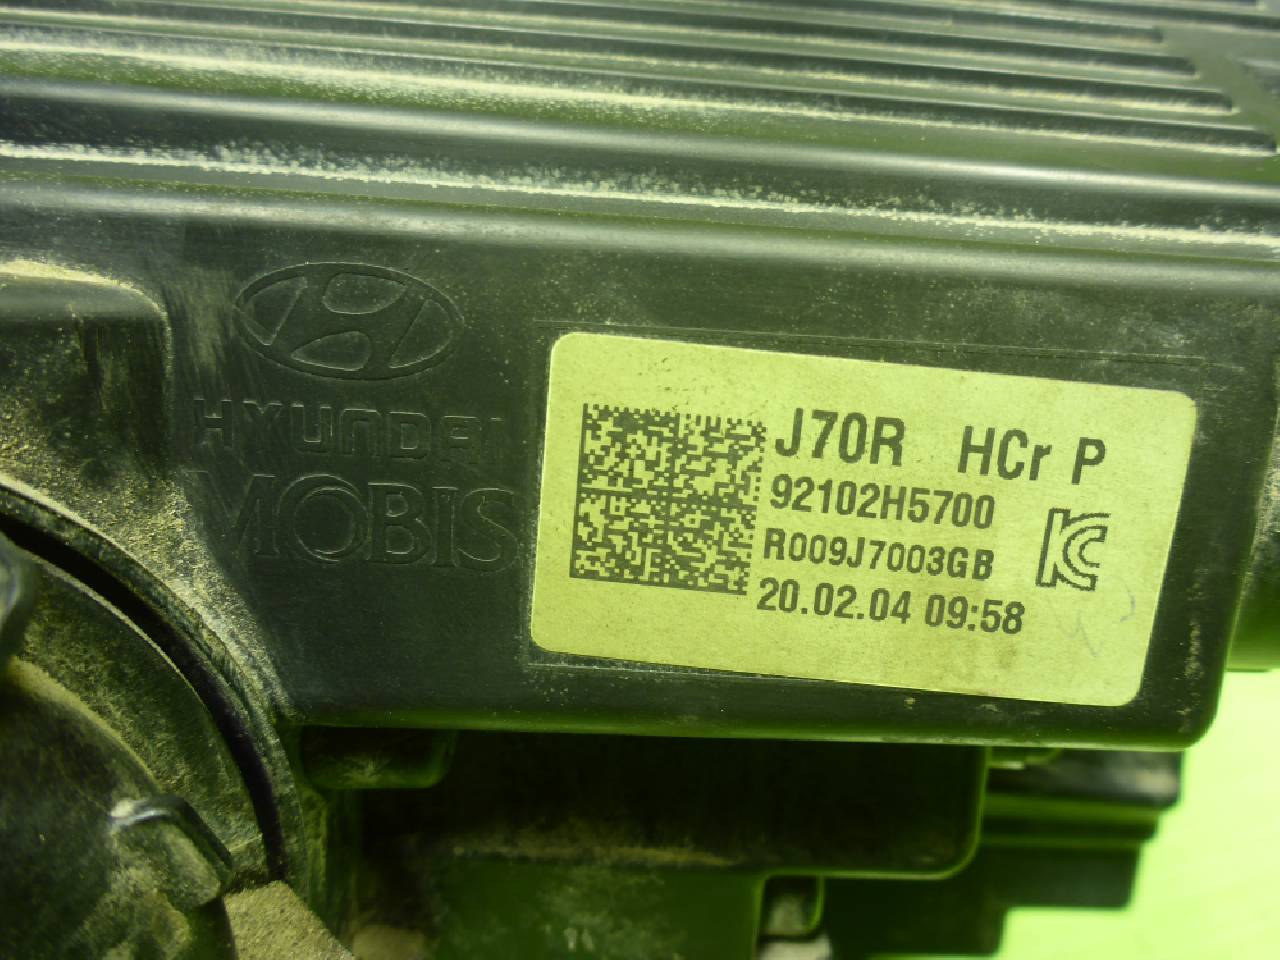 HYUNDAI
MOBIS
J70R HCr P
92102H5700
R009J7003GB
20.02.04 09:58